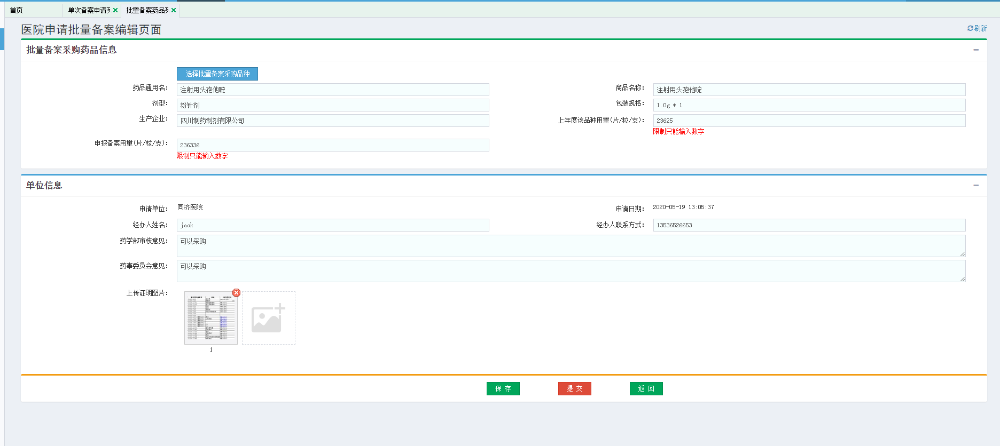 首页 单次备案申请列 批量备案药品列
医院申请批量备案编辑页面 刷新
批量备案采购药品信息
选择批量备案采购品种
药品通用名: 注射用头孢他啶 商品名称: 注射用头孢他啶
剂型: 粉针剂 包装规格: 1.0g * 1
生产企业: 四川制药制剂有限公司 上年度该品种用量(片/粒/支): 23625
限制只能输入数字
申报备案用量(片/粒/支): 236336
限制只能输入数字
单位信息
申请单位: 同济医院 申请日期: 2020-05-19 13:05:37
经办人姓名: jack 经办人联系方式: 13536526653
药学部审核意见: 可以采购
药事委员会意见: 可以采购
上传证明图片:
1
保 存 提 交 返 回